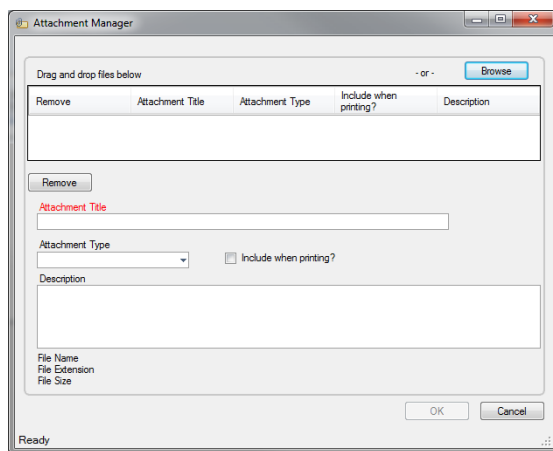 Attachment Manager
Drag and drop files below - or - Browse
Remove Attachment Title Attachment Type Include when printing? Description
Remove
Attachment Title
Attachment Type
Include when printing?
Description
File Name
File Extension
File Size
OK Cancel
Ready